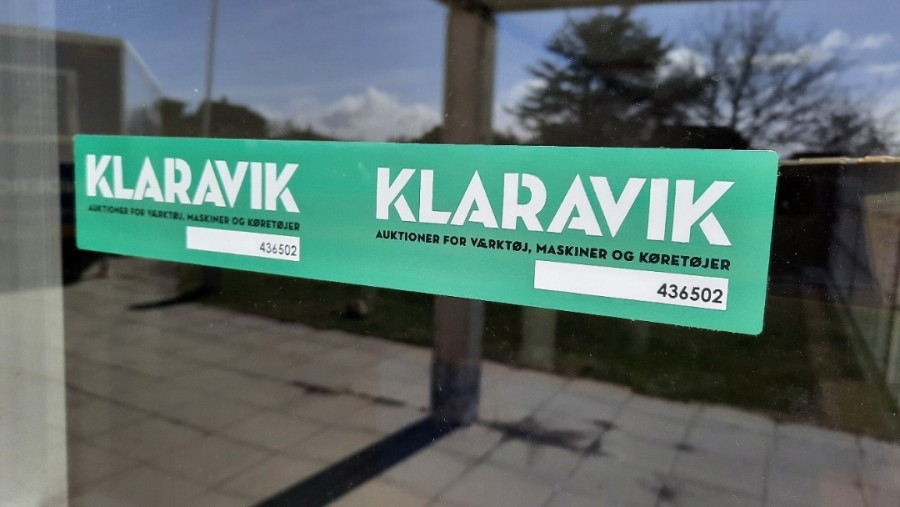 KLARAVIK
AUKTIONER FOR VÆRKTØJ, MASKINER OG KØRETØJER
436502
KLARAVIK
AUKTIONER FOR VÆRKTØJ, MASKINER OG KØRETØJER
436502